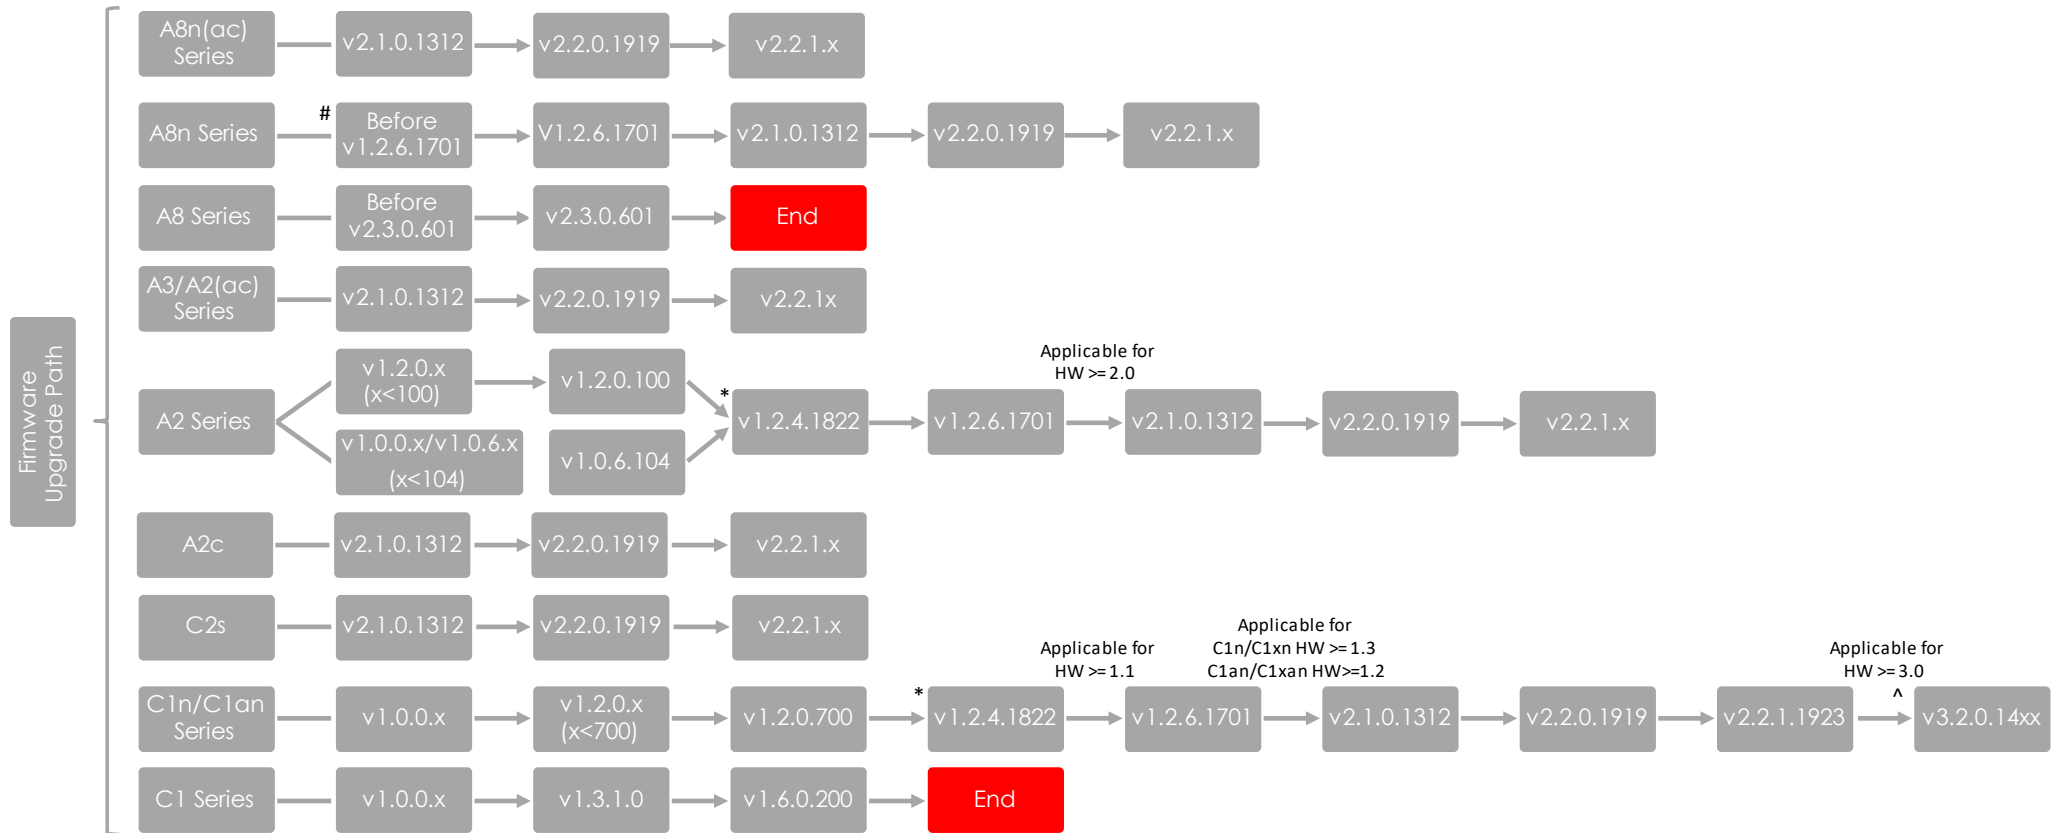 Firmware
Upgrade Path
A8n(ac)
Series
v2.1.0.1312
v2.2.0.1919
v2.2.1.x
A8n Series
#
Before
v1.2.6.1701
V1.2.6.1701
v2.1.0.1312
v2.2.0.1919
v2.2.1.x
A8 Series
Before
v2.3.0.601
v2.3.0.601
End
A3/A2(ac)
Series
v2.1.0.1312
v2.2.0.1919
v2.2.1x
A2 Series
v1.2.0.x
(x<100)
v1.2.0.100
v1.0.0.x/v1.0.6.x
(x<104)
v1.0.6.104
*
v1.2.4.1822
v1.2.6.1701
Applicable for
HW >= 2.0
v2.1.0.1312
v2.2.0.1919
v2.2.1.x
A2c
v2.1.0.1312
v2.2.0.1919
v2.2.1.x
C2s
v2.1.0.1312
v2.2.0.1919
v2.2.1.x
C1n/C1an
Series
v1.0.0.x
v1.2.0.x
(x<700)
v1.2.0.700
*
v1.2.4.1822
Applicable for
HW >= 1.1
v1.2.6.1701
Applicable for
C1n/C1xn HW >= 1.3
C1an/C1xan HW>=1.2
v2.1.0.1312
v2.2.0.1919
v2.2.1.1923
Applicable for
HW >= 3.0
^
v3.2.0.14xx
C1 Series
v1.0.0.x
v1.3.1.0
v1.6.0.200
End